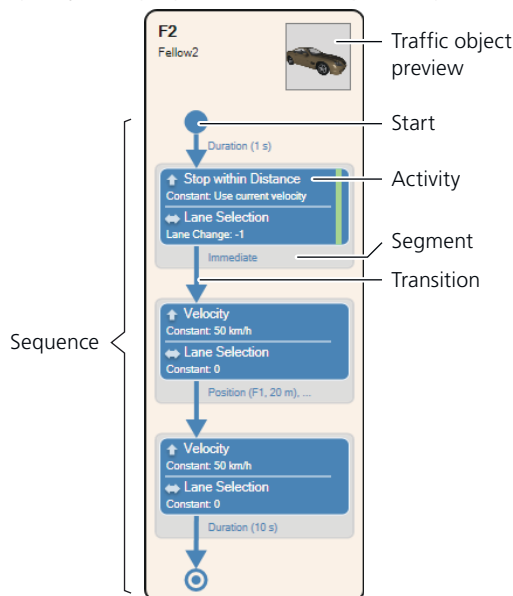 F2
Fellow2
Traffic object
preview
Start
Duration (1 s)
Stop within Distance
Constant: Use current velocity
Activity
Lane Selection
Lane Change: -1
Segment
Immediate
Transition
Velocity
Constant: 50 km/h
Sequence
Lane Selection
Constant: 0
Position (F1, 20 m), ...
Velocity
Constant: 50 km/h
Lane Selection
Constant: 0
Duration (10 s)